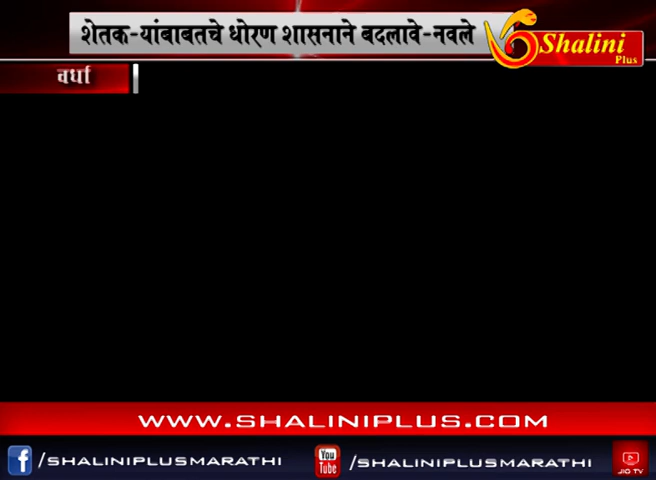 शेतक-यांबाबतचे धोरण शासनाने बदलावे-नवले
Shalini
Plus
वर्धा
WWW.SHALINIPLUS.COM
f /SHALINIPLUSMARATHI
You Tube /SHALINIPLUSMARATHI
JIO TV